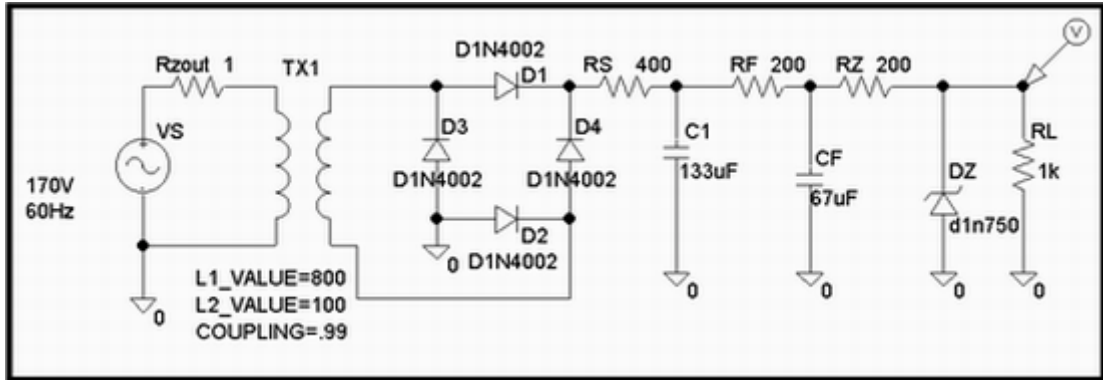 D1N4002
Rzout 1
TX1
D1
RS 400
RF 200
RZ 200
V
VS
D3
D4
C1
RL
170V
60Hz
D1N4002
D1N4002
133uF
CF
67uF
DZ
1k
D2
d1n750
0
D1N4002
0
0
0
0
0
L1_VALUE=800
L2_VALUE=100
COUPLING=.99